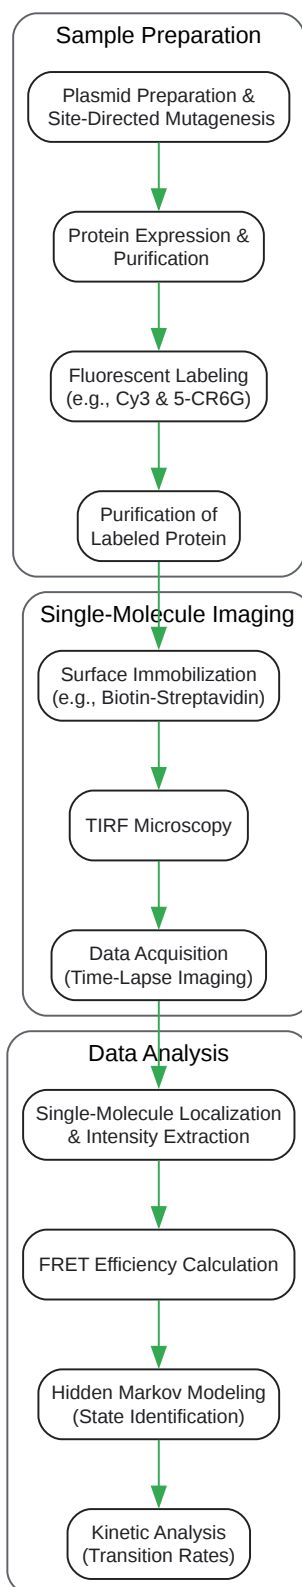 Sample Preparation
Plasmid Preparation &
Site-Directed Mutagenesis
Protein Expression &
Purification
Fluorescent Labeling
(e.g., Cy3 & 5-CR6G)
Purification of
Labeled Protein
Single-Molecule Imaging
Surface Immobilization
(e.g., Biotin-Streptavidin)
TIRF Microscopy
Data Acquisition
(Time-Lapse Imaging)
Data Analysis
Single-Molecule Localization
& Intensity Extraction
FRET Efficiency Calculation
Hidden Markov Modeling
(State Identification)
Kinetic Analysis
(Transition Rates)